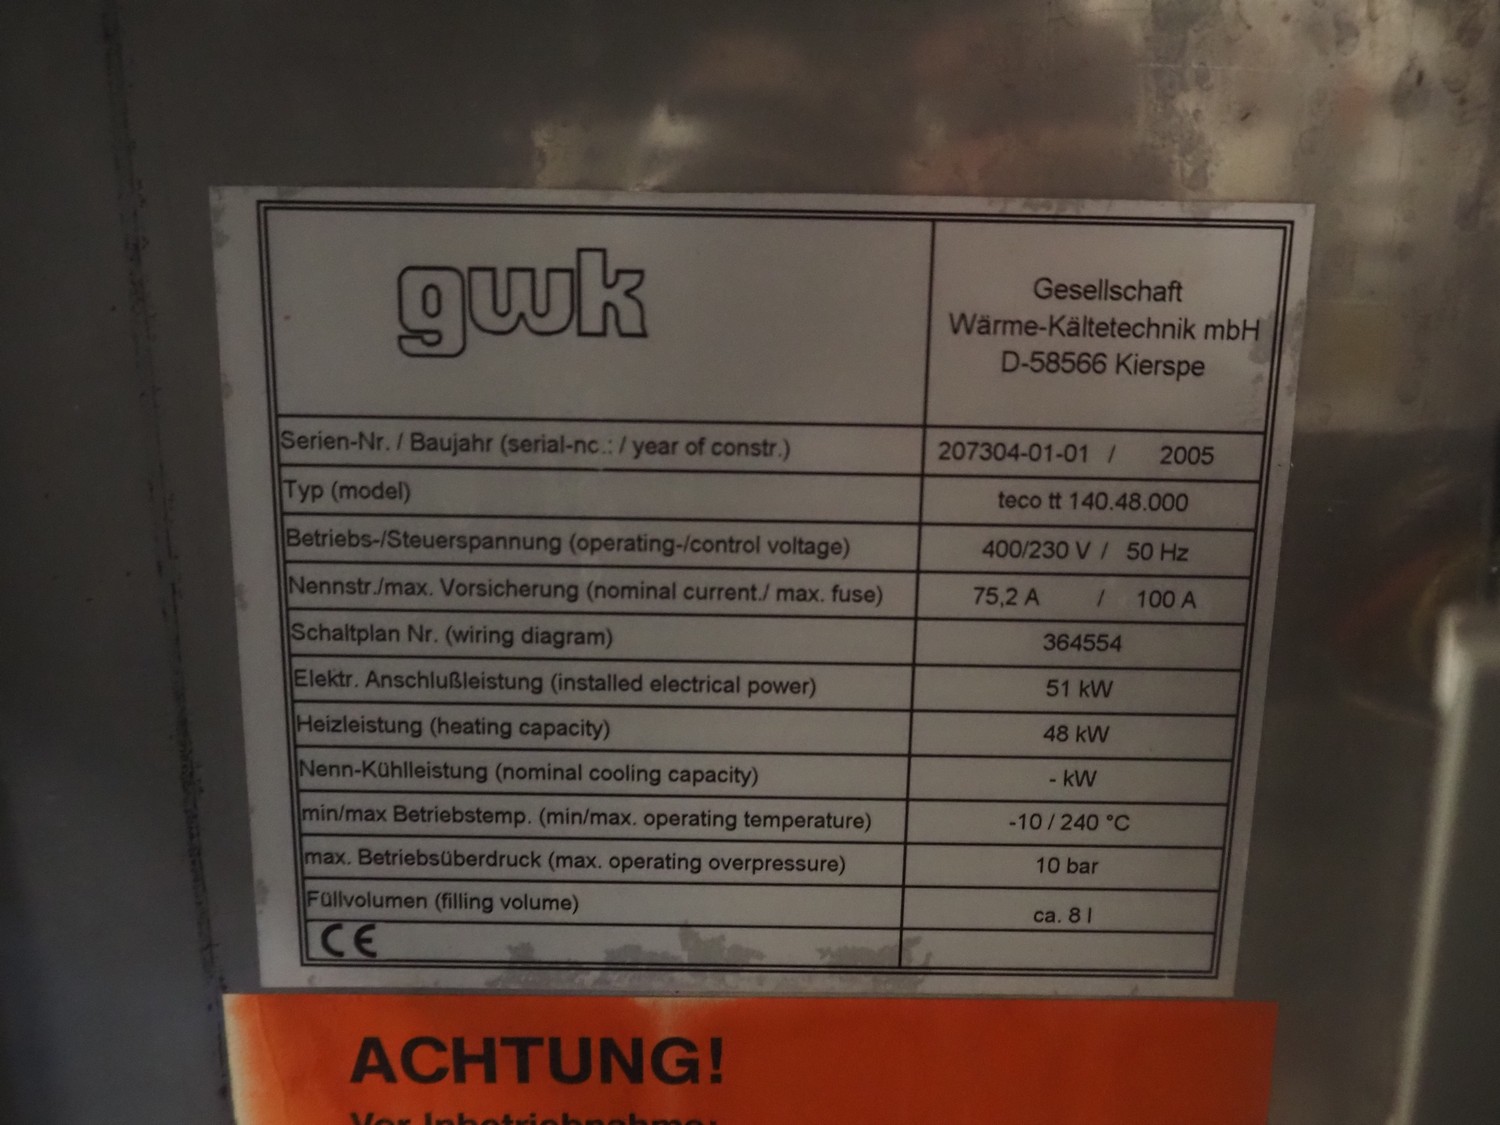 gwk
Gesellschaft
Wärme-Kältetechnik mbH
D-58566 Kierspe
Serien-Nr. / Baujahr (serial-no.: / year of constr.) 207304-01-01 / 2005
Typ (model) teco tt 140.48.000
Betriebs-/Steuerspannung (operating-/control voltage) 400/230 V / 50 Hz
Nennstr./max. Vorsicherung (nominal current./ max. fuse) 75,2 A / 100 A
Schaltplan Nr. (wiring diagram) 364554
Elektr. Anschlußleistung (installed electrical power) 51 kW
Heizleistung (heating capacity) 48 kW
Nenn-Kühlleistung (nominal cooling capacity) - kW
min/max Betriebstemp. (min/max. operating temperature) -10 / 240 °C
max. Betriebsüberdruck (max. operating overpressure) 10 bar
Füllvolumen (filling volume) ca. 8 l
CE
ACHTUNG!
Vor Inbetriebnahme: